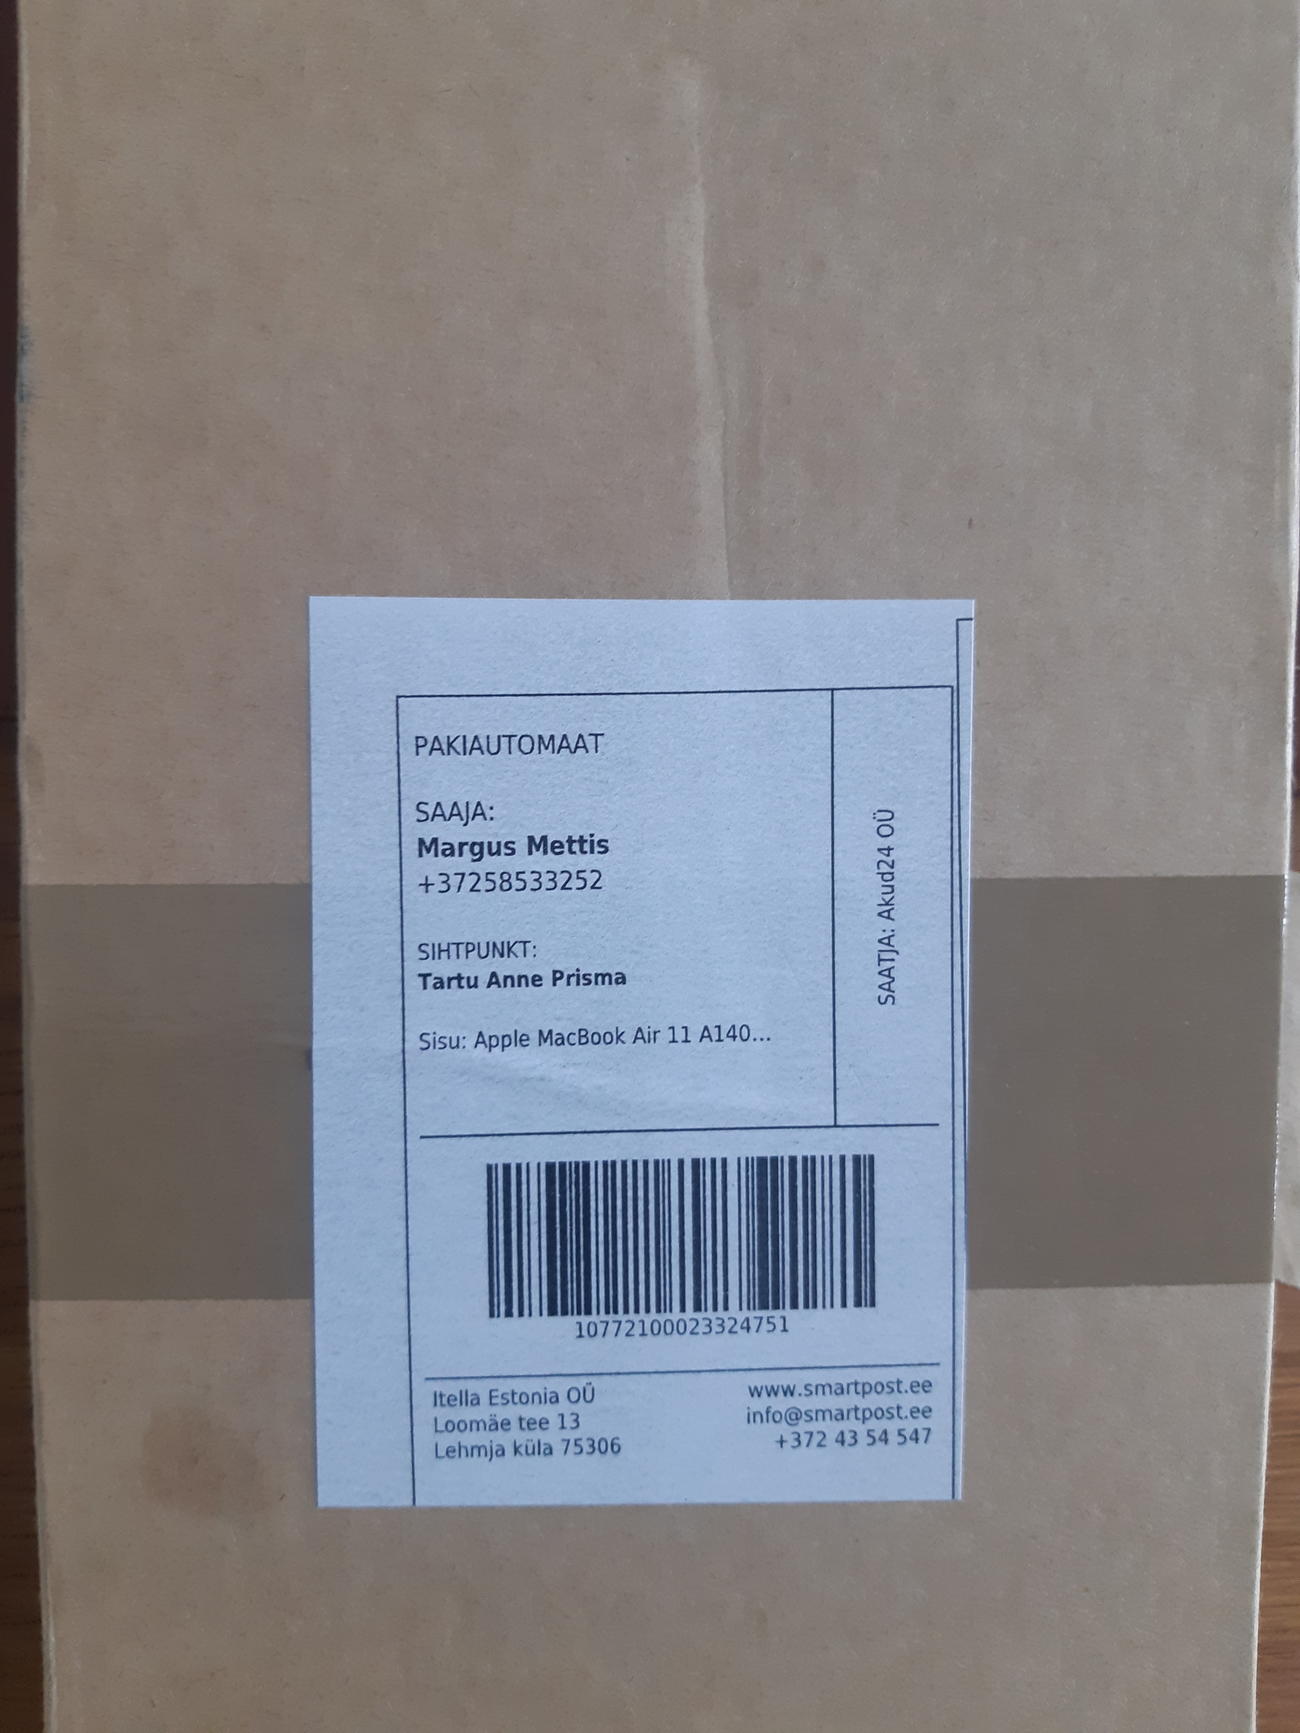 PAKIAUTOMAAT
SAAJA:
Margus Mettis
+37258533252
SIHTPUNKT:
Tartu Anne Prisma
Sisu: Apple MacBook Air 11 A140...
SAATJA: Akud24 OÜ
10772100023324751
Itella Estonia OÜ
Loomäe tee 13
Lehmja küla 75306
www.smartpost.ee
info@smartpost.ee
+372 43 54 547